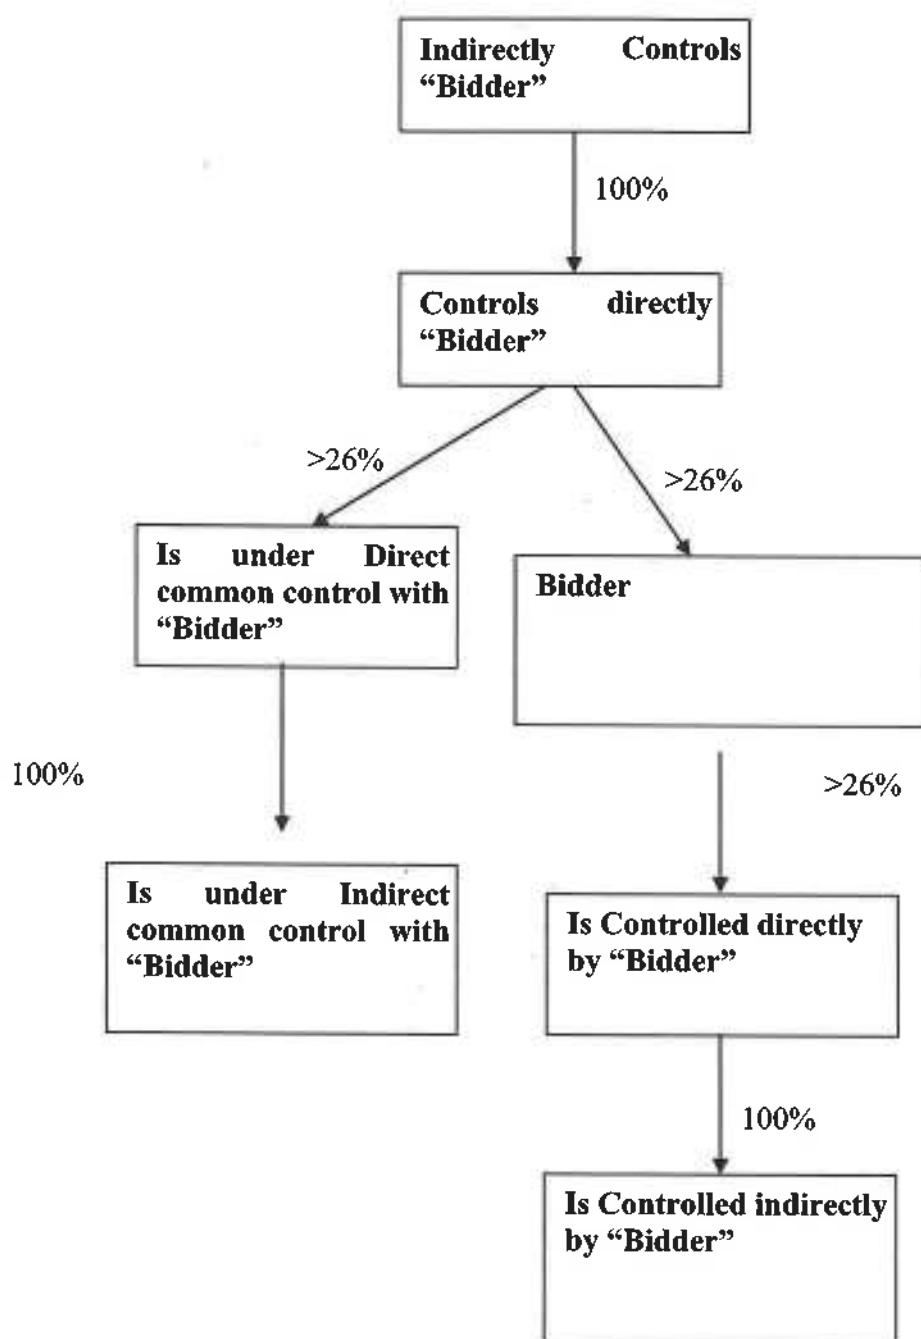 Indirectly Controls
“Bidder”
100%
Controls directly
“Bidder”
>26%
>26%
Is under Direct
common control with
“Bidder”
Bidder
100%
>26%
Is under Indirect
common control with
“Bidder”
Is Controlled directly
by “Bidder”
100%
Is Controlled indirectly
by “Bidder”